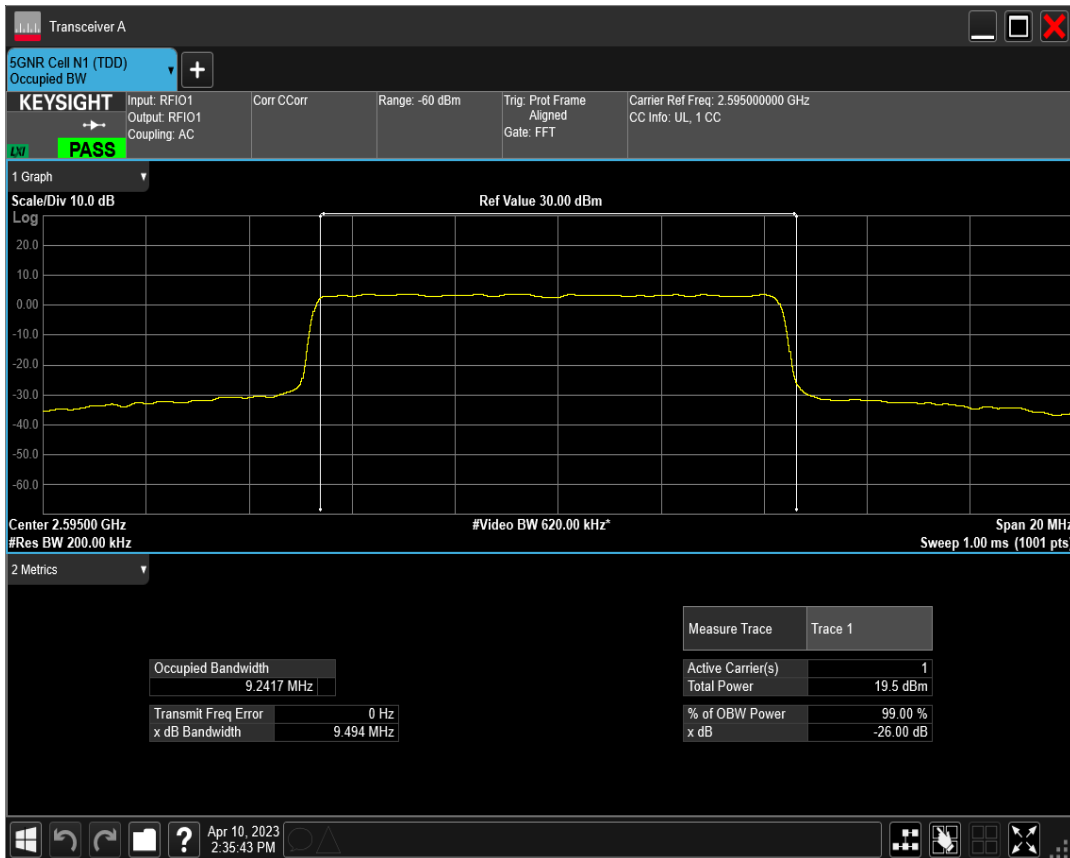 Transceiver A
5GNR Cell N1 (TDD)
Occupied BW
+
KEYSIGHT
LXI
PASS
Input: RFIO1
Output: RFIO1
Coupling: AC
Corr CCorr
Range: -60 dBm
Trig: Prot Frame
Aligned
Gate: FFT
Carrier Ref Freq: 2.595000000 GHz
CC Info: UL, 1 CC
1 Graph
Scale/Div 10.0 dB
Ref Value 30.00 dBm
Log
20.0
10.0
0.00
-10.0
-20.0
-30.0
-40.0
-50.0
-60.0
Center 2.59500 GHz
#Video BW 620.00 kHz*
Span 20 MHz
#Res BW 200.00 kHz
Sweep 1.00 ms (1001 pts)
2 Metrics
Measure Trace Trace 1
Occupied Bandwidth
9.2417 MHz
Active Carrier(s) 1
Total Power 19.5 dBm
Transmit Freq Error 0 Hz
x dB Bandwidth 9.494 MHz
% of OBW Power 99.00 %
x dB -26.00 dB
?
Apr 10, 2023
2:35:43 PM